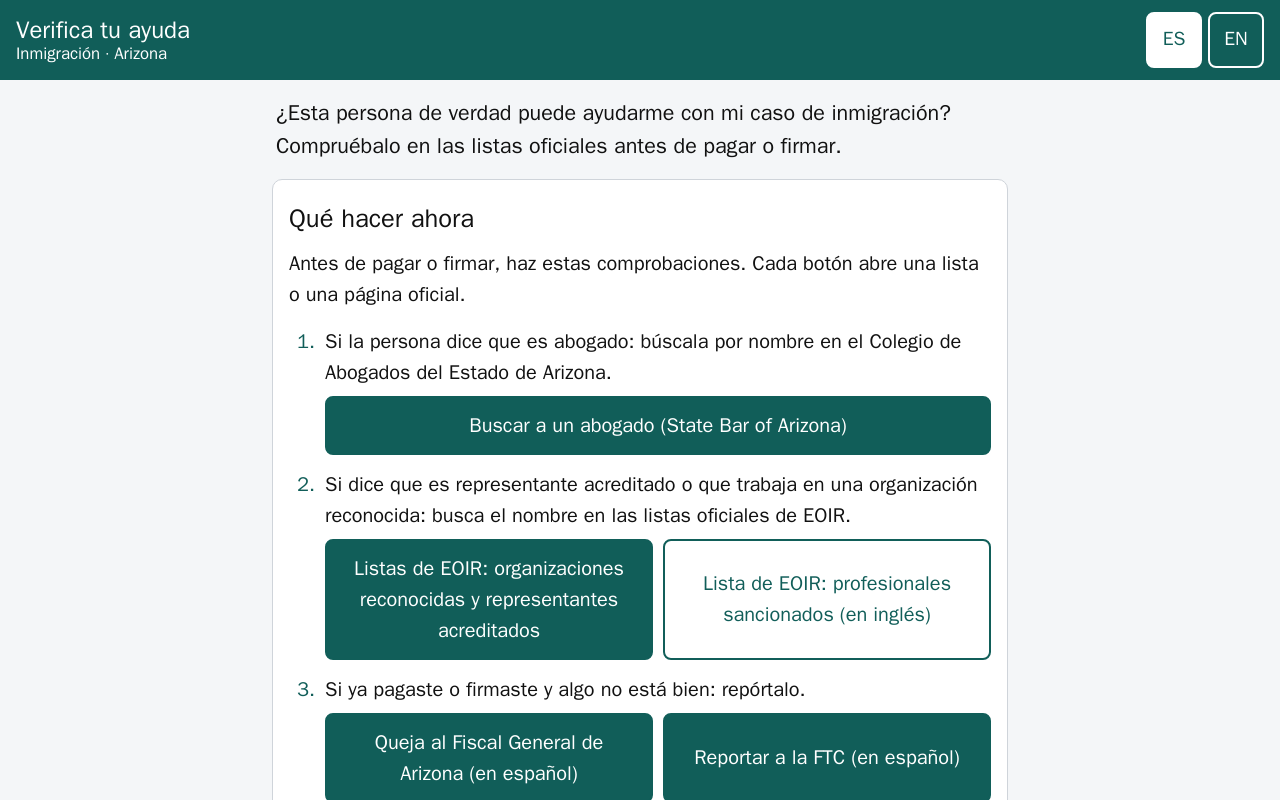 Verifica tu ayuda
Inmigración · Arizona
ES
EN
¿Esta persona de verdad puede ayudarme con mi caso de inmigración?
Compruébalo en las listas oficiales antes de pagar o firmar.
Qué hacer ahora
Antes de pagar o firmar, haz estas comprobaciones. Cada botón abre una lista
o una página oficial.
1. Si la persona dice que es abogado: búscala por nombre en el Colegio de
Abogados del Estado de Arizona.
Buscar a un abogado (State Bar of Arizona)
2. Si dice que es representante acreditado o que trabaja en una organización
reconocida: busca el nombre en las listas oficiales de EOIR.
Listas de EOIR: organizaciones
reconocidas y representantes
acreditados
Lista de EOIR: profesionales
sancionados (en inglés)
3. Si ya pagaste o firmaste y algo no está bien: repórtalo.
Queja al Fiscal General de
Arizona (en español)
Reportar a la FTC (en español)